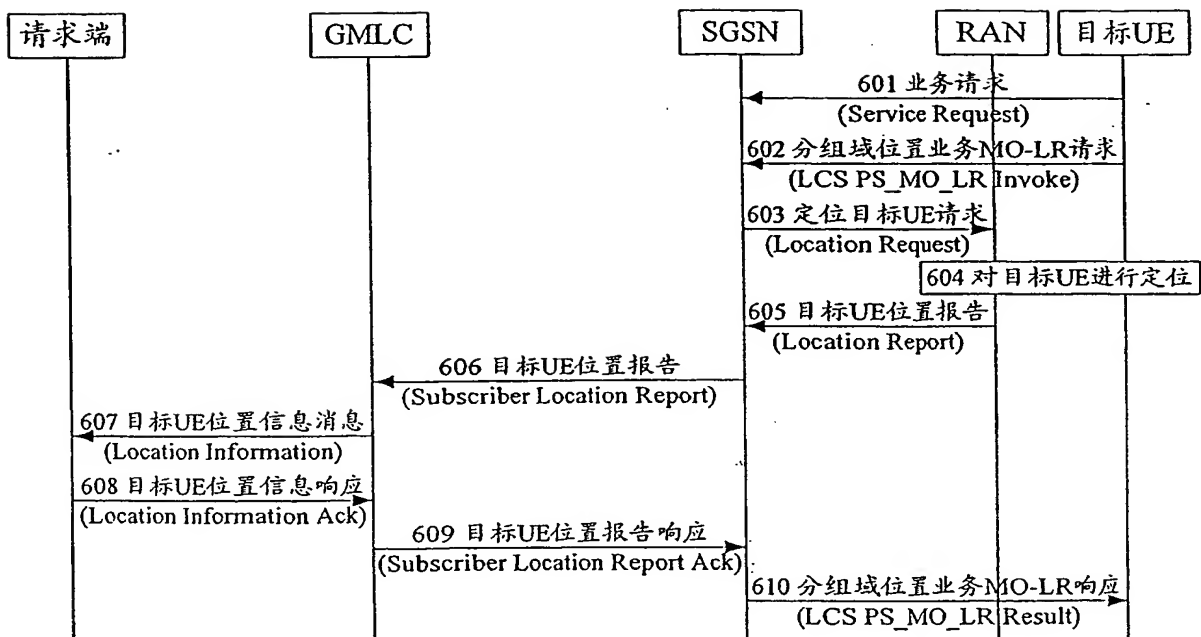 请求端 GMLC SGSN RAN 目标UE
601 业务请求
(Service Request)
602 分组域位置业务MO-LR请求
(LCS PS_MO_LR Invoke)
603 定位目标UE请求
(Location Request)
604 对目标UE进行定位
605 目标UE位置报告
(Location Report)
606 目标UE位置报告
(Subscriber Location Report)
607 目标UE位置信息消息
(Location Information)
608 目标UE位置信息响应
(Location Information Ack)
609 目标UE位置报告响应
(Subscriber Location Report Ack)
610 分组域位置业务MO-LR响应
(LCS PS_MO_LR Result)